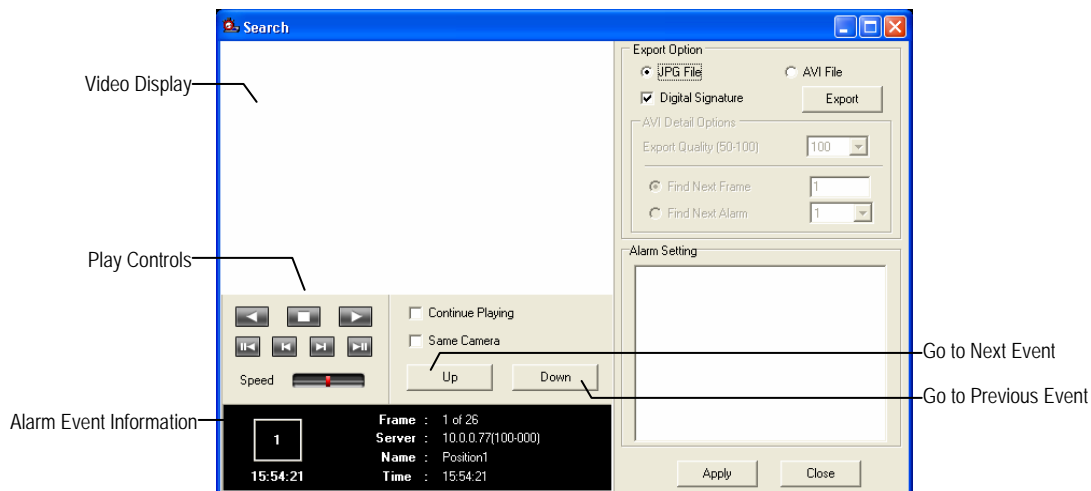 Search
Video Display
Export Option
JPG File
AVI File
Digital Signature
Export
AVI Detail Options
Export Quality (50-100)
100
Find Next Frame
1
Find Next Alarm
1
Play Controls
Alarm Setting
Continue Playing
Same Camera
Speed
Up
Down
Go to Next Event
Go to Previous Event
Alarm Event Information
1
15:54:21
Frame : 1 of 26
Server : 10.0.0.77(100-000)
Name : Position1
Time : 15:54:21
Apply
Close